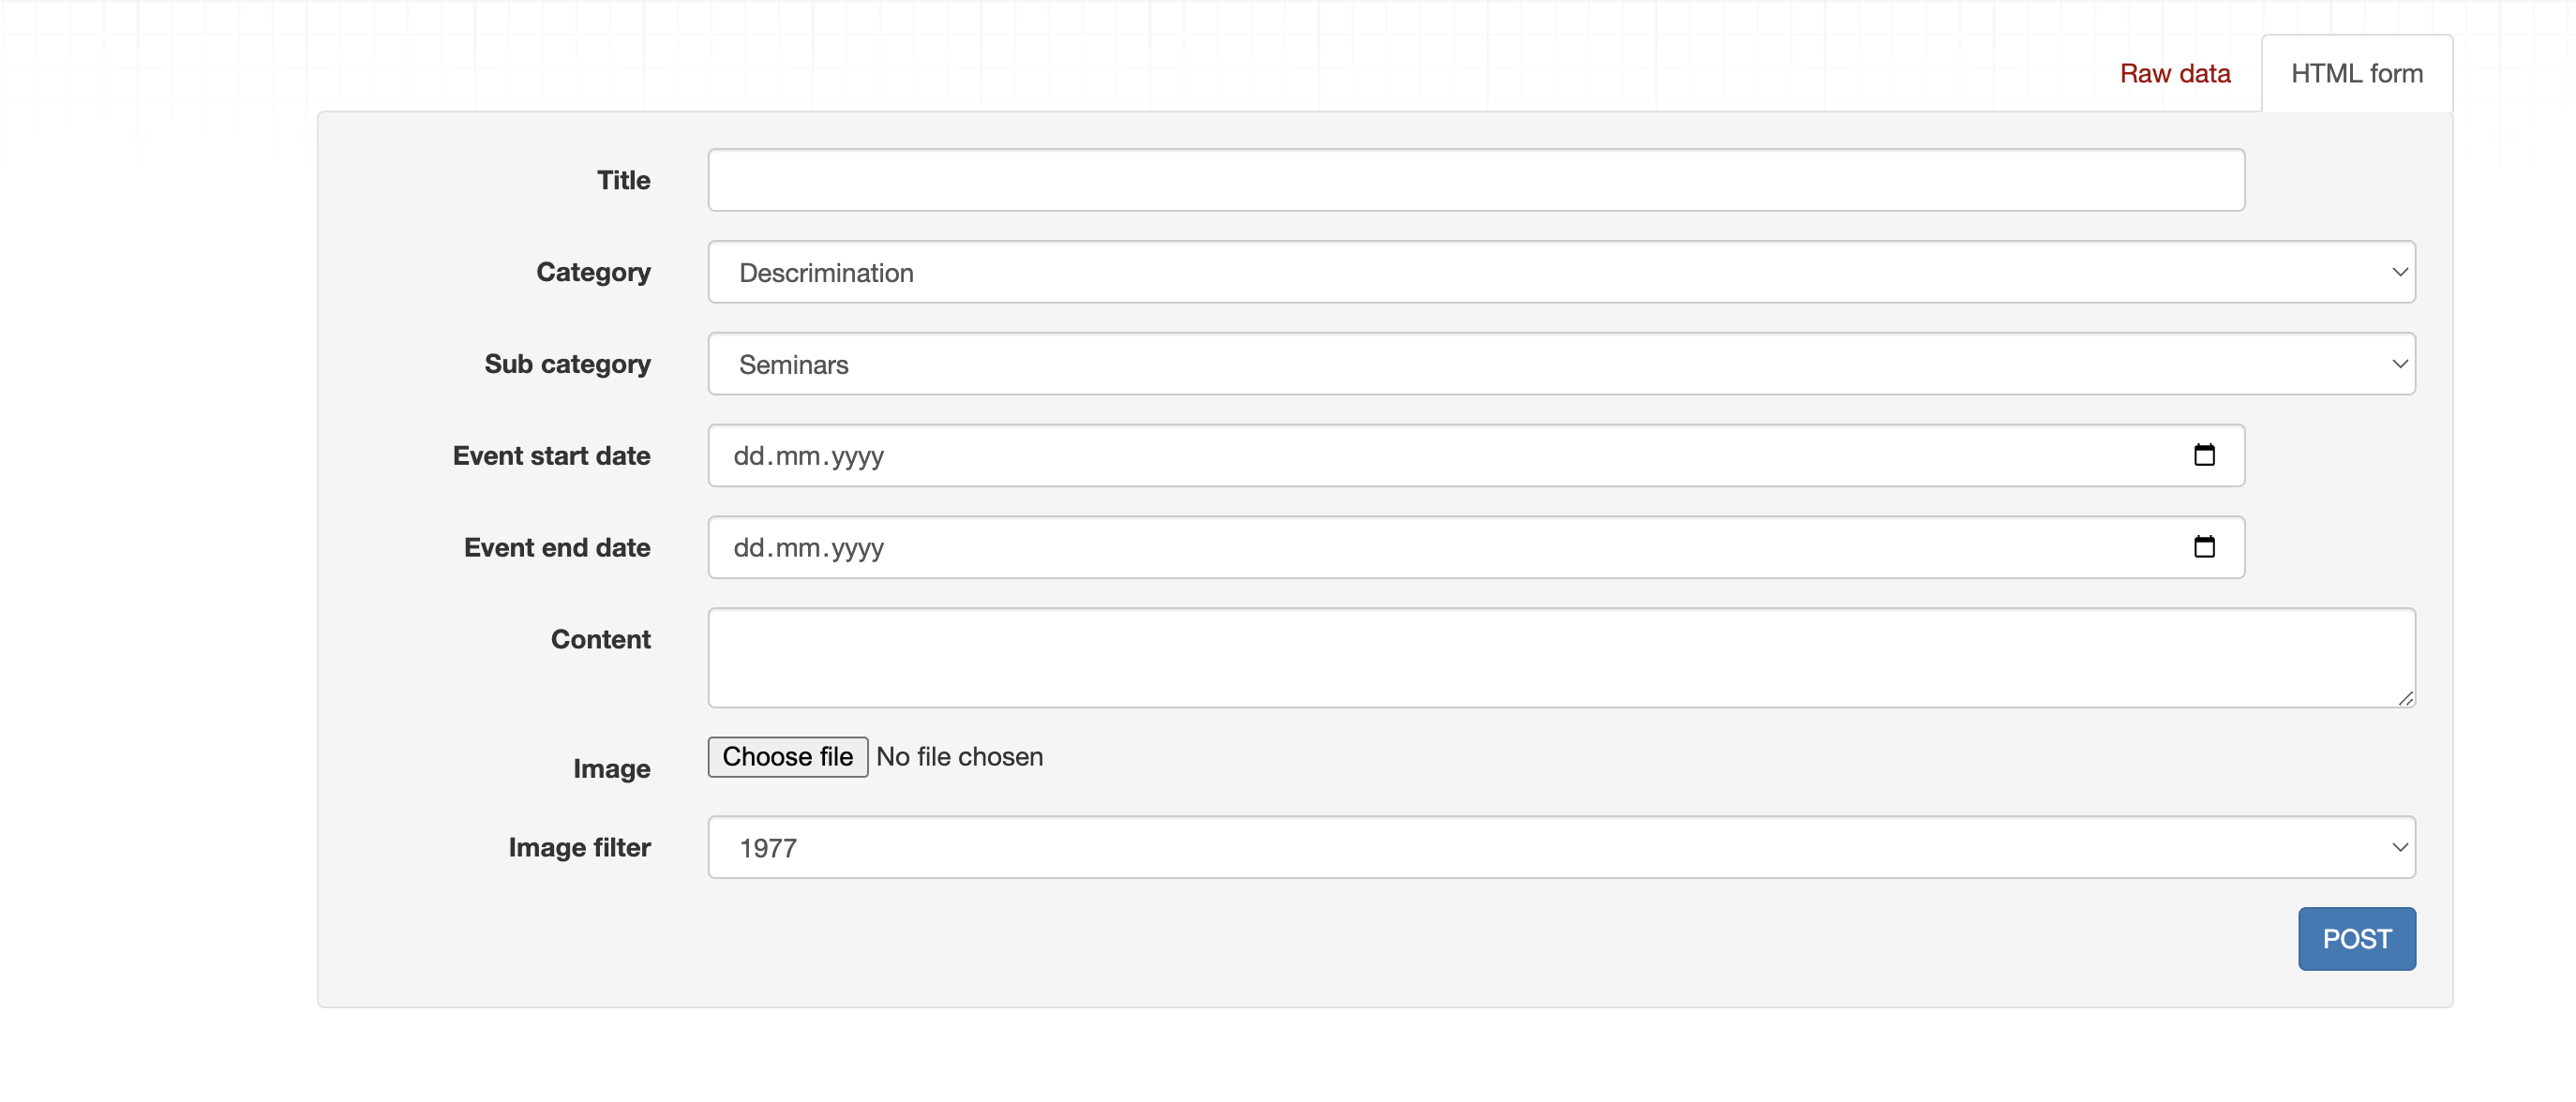 Raw data HTML form
Title
Category Descrimination
Sub category Seminars
Event start date dd.mm.yyyy
Event end date dd.mm.yyyy
Content
Image Choose file No file chosen
Image filter 1977
POST